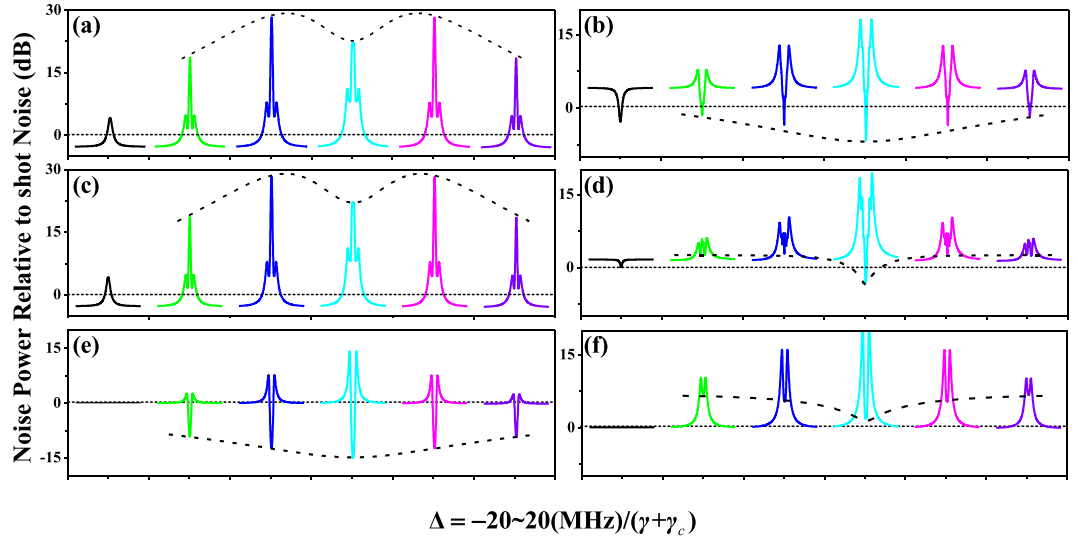 Noise Power Relative to shot Noise (dB)
(a)
30
15
0
(b)
15
0
(c)
30
15
0
(d)
15
0
(e)
15
0
-15
(f)
15
0
Δ = −20~20(MHz)/(γ+γc)